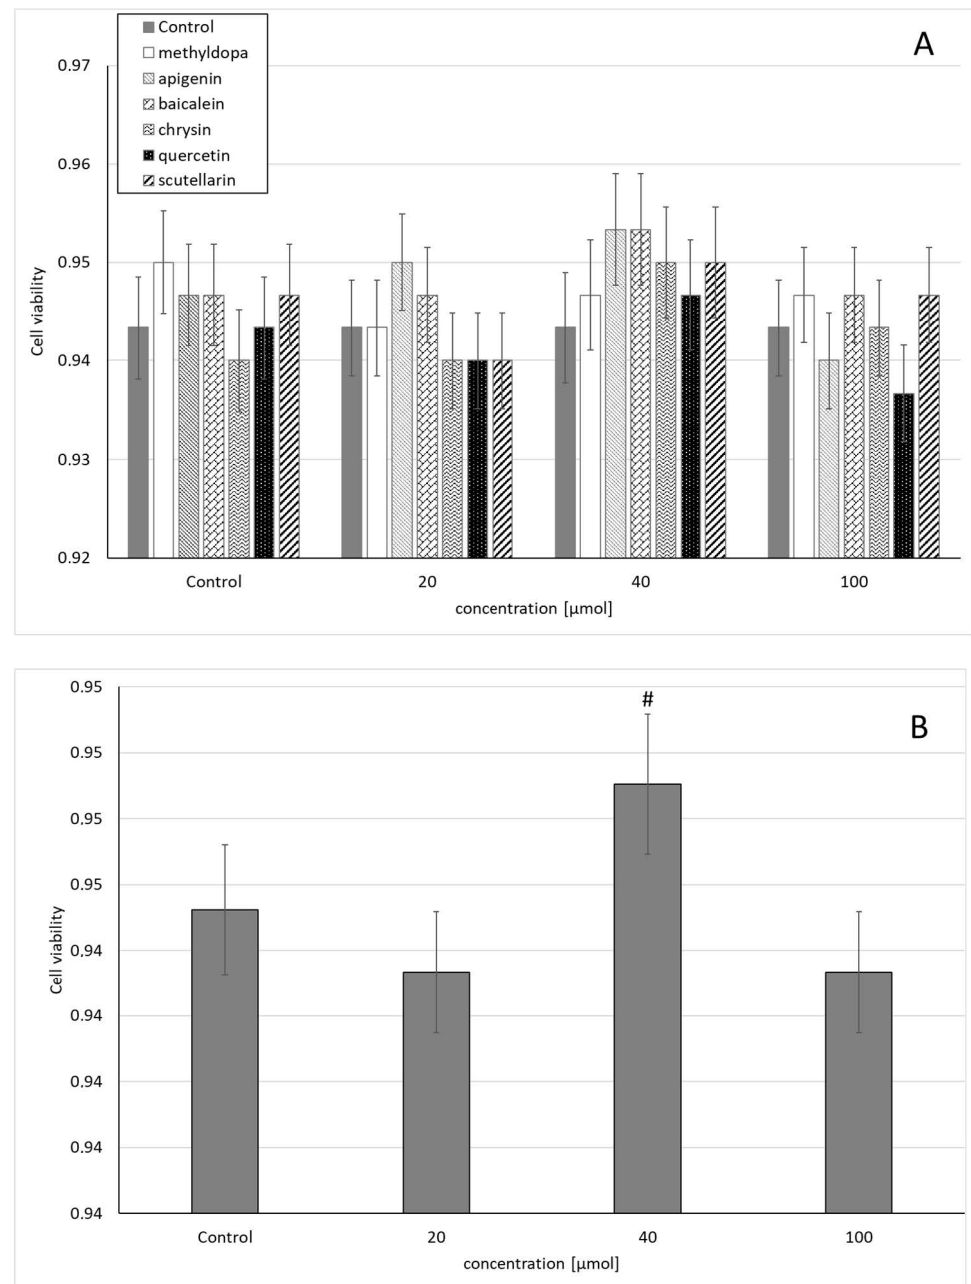 Control
methyldopa
apigenin
baicalein
chrysin
quercetin
scutellarin
A
0.97
0.96
0.95
0.94
0.93
0.92
Cell viability
Control 20 40 100
concentration [µmol]
B
#
0.95
0.95
0.95
0.95
0.94
0.94
0.94
0.94
0.94
Cell viability
Control 20 40 100
concentration [µmol]